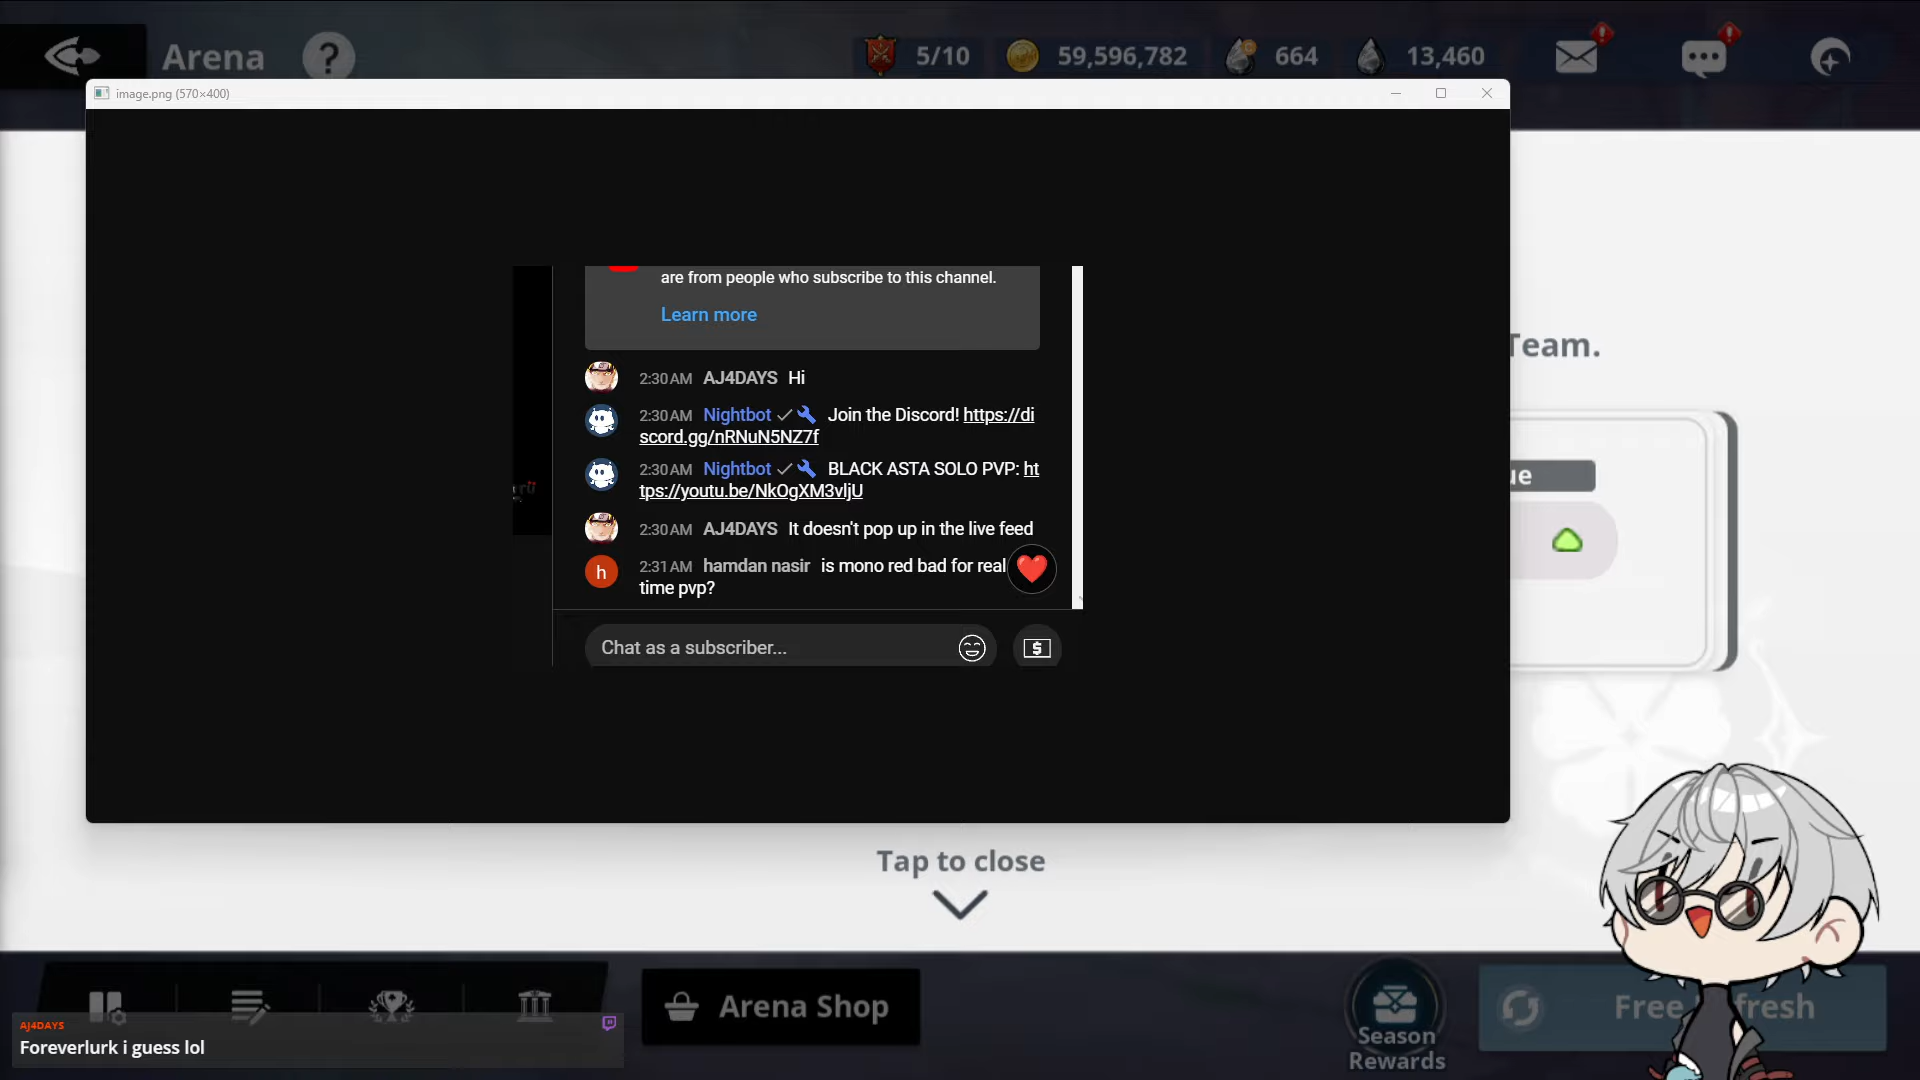 Arena
?
5/10
59,596,782
664
13,460
image.png (570×400)
are from people who subscribe to this channel.
Learn more
2:30 AM AJ4DAYS Hi
2:30 AM Nightbot Join the Discord! https://di
scord.gg/nRNuN5NZ7f
2:30 AM Nightbot BLACK ASTA SOLO PVP: ht
tps://youtu.be/NkOgXM3vljU
2:30 AM AJ4DAYS It doesn't pop up in the live feed
h
2:31 AM hamdan nasir is mono red bad for real
time pvp?
Chat as a subscriber...
$
Team.
ue
Tap to close
Arena Shop
Season
Rewards
Free
fresh
AJ4DAYS
Foreverlurk i guess lol